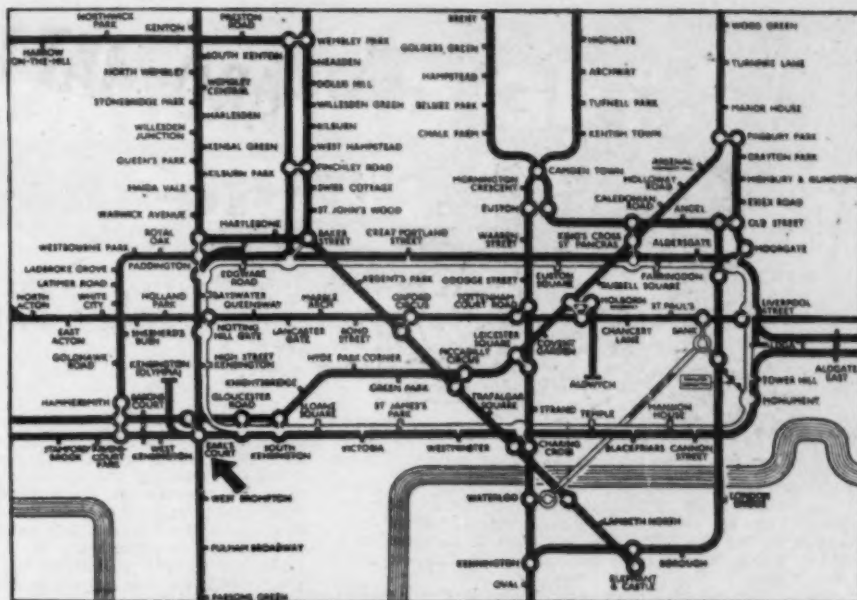 NORTHWICK
PARK
PRESTON
ROAD
KENTON
HARROW
ON-THE-HILL
SOUTH KENTON
NORTH WEMBLEY
WEMBLEY
CENTRAL
STONEBRIDGE PARK
HARLESDEN
WILLESDEN
JUNCTION
KENSAL GREEN
QUEEN'S PARK
KILBURN PARK
MAIDA VALE
WARWICK AVENUE
WEMBLEY PARK
NEASDEN
DOLLIS HILL
WILLESDEN GREEN
KILBURN
WEST HAMPSTEAD
FINCHLEY ROAD
SWISS COTTAGE
ST. JOHN'S WOOD
BRENT
GOLDERS GREEN
HAMPSTEAD
BELSIZE PARK
CHALK FARM
HIGHGATE
ARCHWAY
TUFNELL PARK
KENTISH TOWN
CAMDEN TOWN
MORNINGTON
CRESCENT
EUSTON
WOOD GREEN
TURNPIKE LANE
MANOR HOUSE
FINSBURY PARK
DRAYTON PARK
HIGHBURY & ISLINGTON
ESSEX ROAD
OLD STREET
MOORGATE
ARSENAL
HOLLOWAY
ROAD
CALEDONIAN
ROAD
ANGEL
ROYAL
OAK
MARYLEBONE
WESTBOURNE PARK
PADDINGTON
EDGWARE
ROAD
BAKER
STREET
GREAT PORTLAND
STREET
WARREN
STREET
KING'S CROSS
ST. PANCRAS
ALDERSGATE
LADBROKE GROVE
LATIMER ROAD
REGENT'S PARK
GOODGE STREET
EUSTON
SQUARE
FARRINGDON
RUSSELL SQUARE
NORTH
ACTON
WHITE
CITY
HOLLAND
PARK
BAYSWATER
QUEENSWAY
MARBLE
ARCH
OXFORD
CIRCUS
TOTTENHAM
COURT ROAD
HOLBORN
ST. PAUL'S
LIVERPOOL
STREET
EAST
ACTON
SHEPHERD'S
BUSH
NOTTING
HILL GATE
LANCASTER
GATE
BOND
STREET
LEICESTER
SQUARE
COVENT
GARDEN
CHANCERY
LANE
BANK
ALDGATE
EAST
GOLDHAWK
ROAD
KENSINGTON
(OLYMPIA)
HIGH STREET
KENSINGTON
HYDE PARK CORNER
PICCADILLY
CIRCUS
KNIGHTSBRIDGE
GREEN PARK
TRAFALGAR
SQUARE
ALDWYCH
TOWER HILL
MONUMENT
HAMMERSMITH
BARONS
COURT
GLOUCESTER
ROAD
SLOANE
SQUARE
ST. JAMES'S
PARK
STRAND
TEMPLE
MANSION
HOUSE
STAMFORD
BROOK
RAVENS-
COURT
PARK
WEST
KENSINGTON
EARL'S
COURT
SOUTH
KENSINGTON
VICTORIA
WESTMINSTER
CHARING
CROSS
BLACKFRIARS
CANNON
STREET
WEST BROMPTON
WATERLOO
LAMBETH NORTH
LONDON
BRIDGE
FULHAM BROADWAY
KENNINGTON
OVAL
ELEPHANT
& CASTLE
BOROUGH
PARSONS GREEN